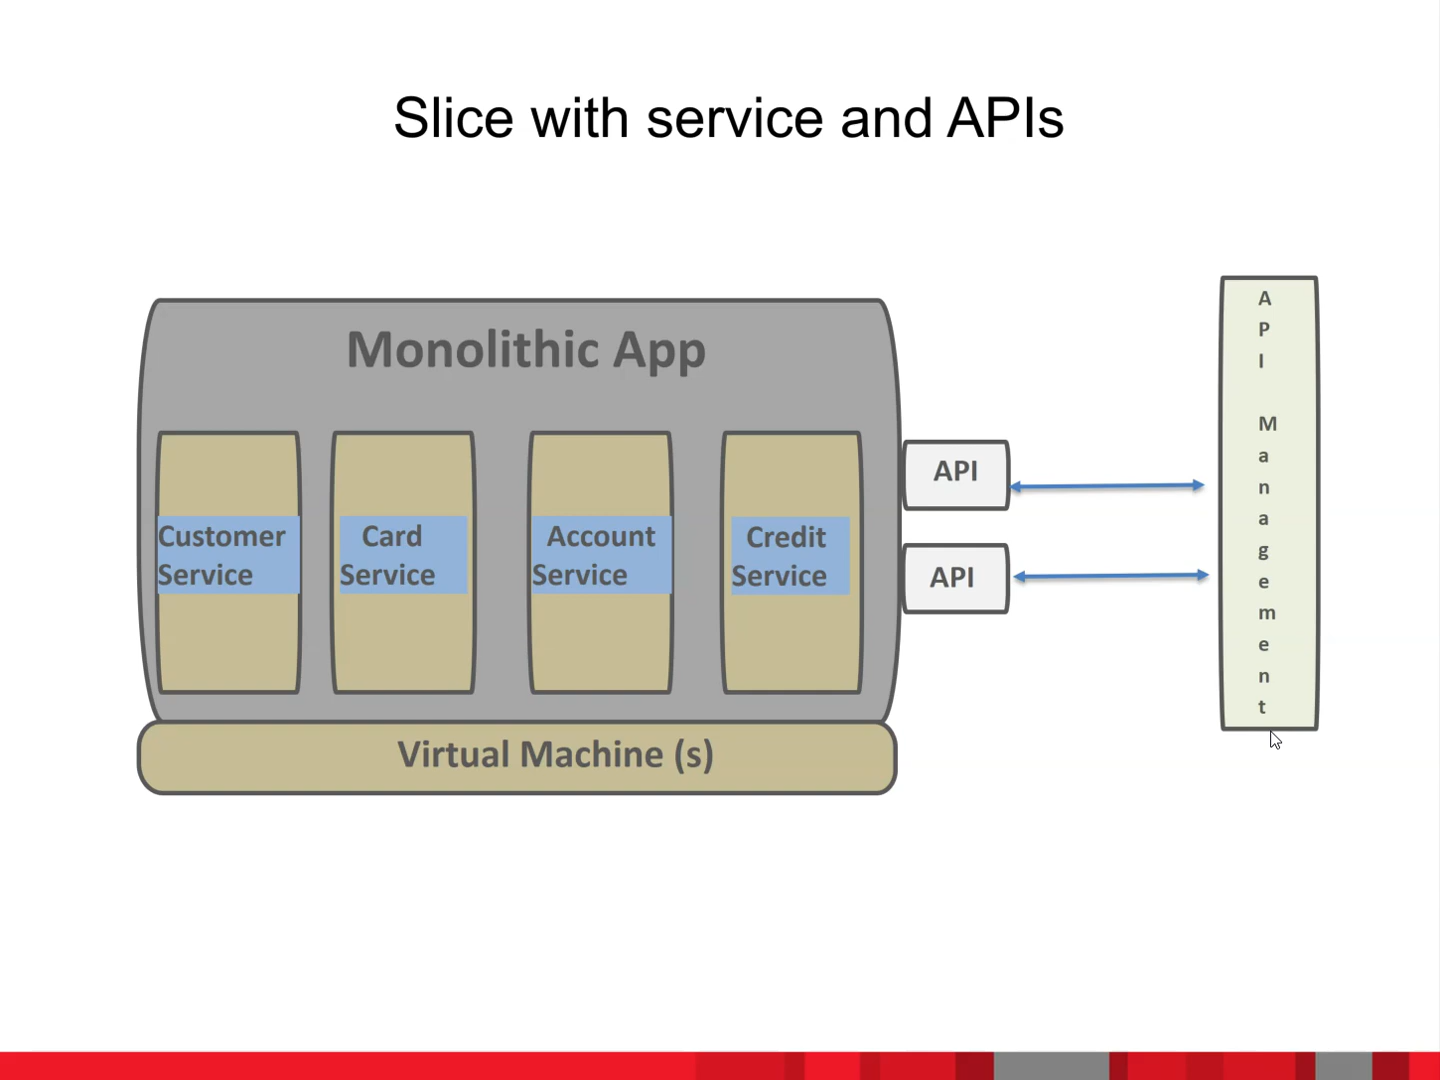 Slice with service and APIs
Monolithic App
Customer
Service
Card
Service
Account
Service
Credit
Service
Virtual Machine (s)
API
API
A
P
I
M
a
n
a
g
e
m
e
n
t